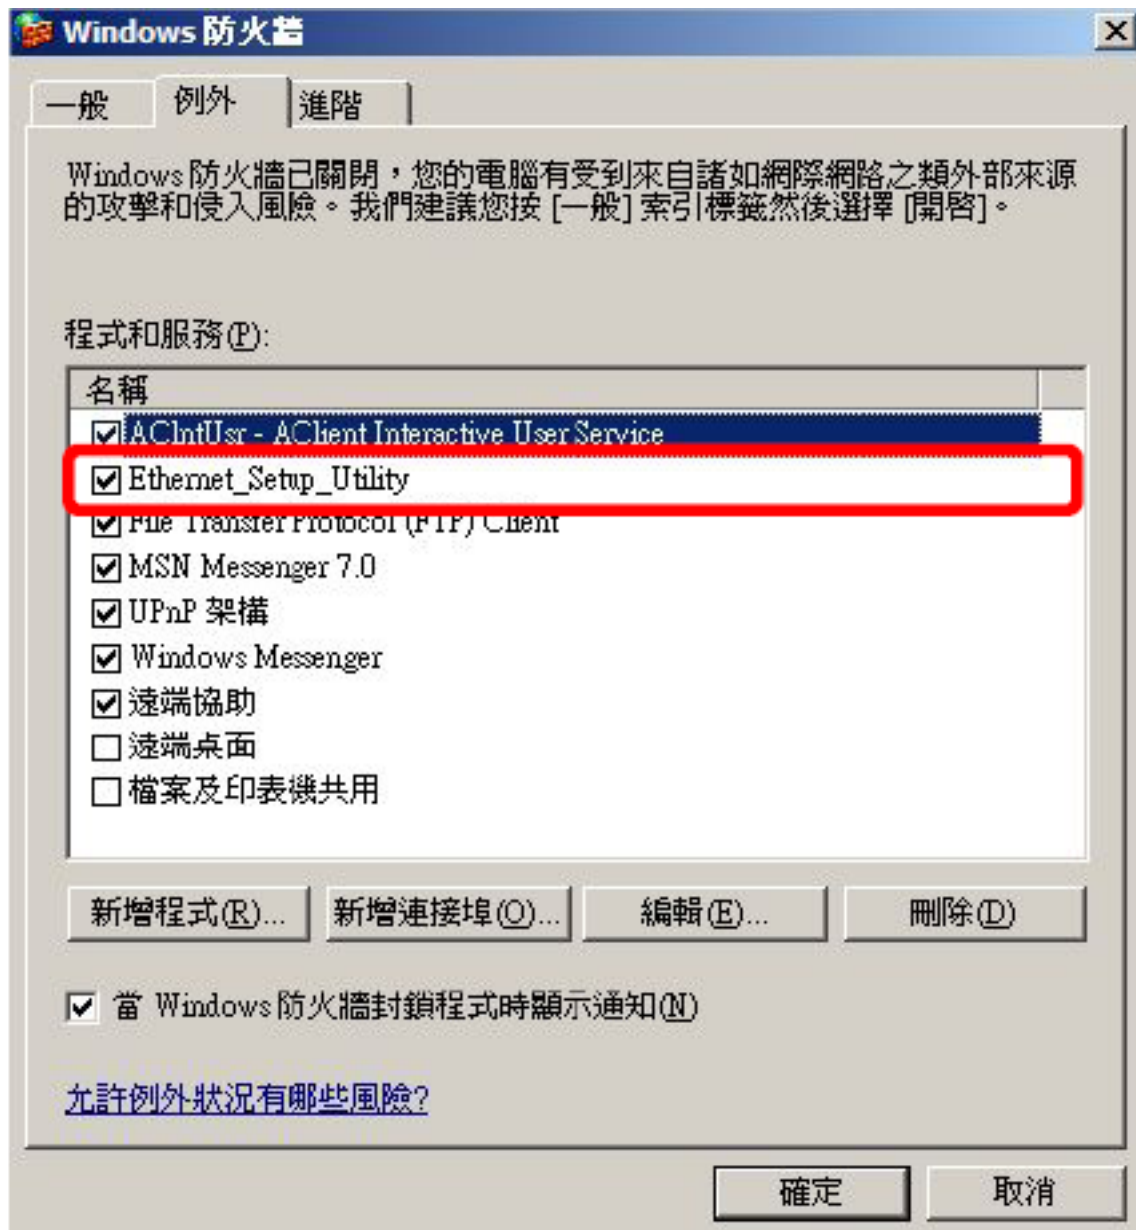 Windows 防火牆
一般 例外 進階
Windows 防火牆已關閉，您的電腦有受到來自諸如網際網路之類外部來源
的攻擊和侵入風險。我們建議您按 [一般] 索引標籤然後選擇 [開啓]。
程式和服務(P):
名稱
ACIntUsr - AClient Interactive User Service
Ethernet_Setup_Utility
File Transfer Protocol (FTP) Client
MSN Messenger 7.0
UPnP 架構
Windows Messenger
遠端協助
遠端桌面
檔案及印表機共用
新增程式(R)... 新增連接埠(O)... 編輯(E)... 刪除(D)
當 Windows 防火牆封鎖程式時顯示通知(N)
允許例外狀況有哪些風險?
確定 取消